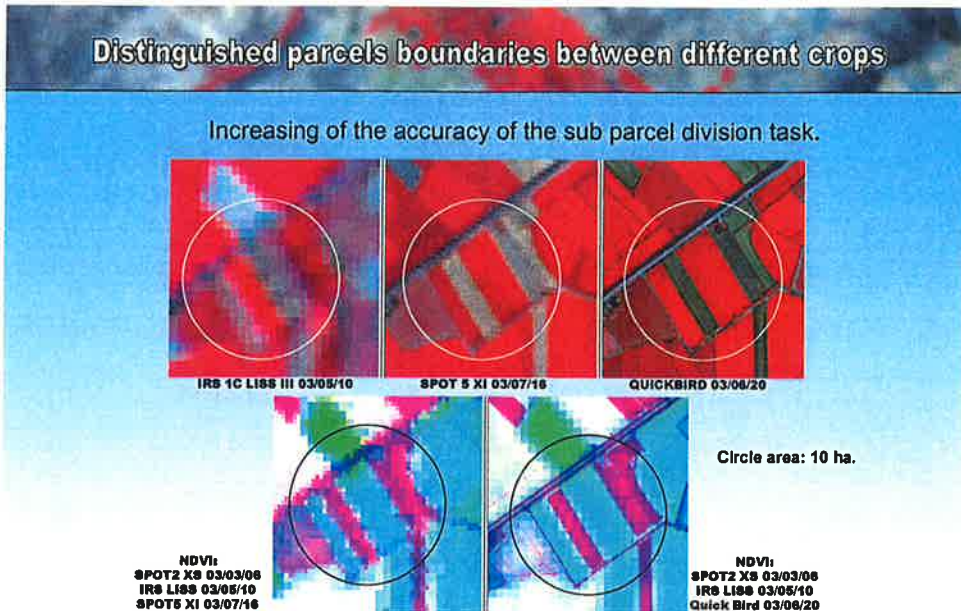 Distinguished parcels boundaries between different crops
Increasing of the accuracy of the sub parcel division task.
IRS 1C LISS III 03/05/10
SPOT 5 XI 03/07/16
QUICKBIRD 03/06/20
Circle area: 10 ha.
NDVI:
SPOT2 XS 03/03/06
IRS LISS 03/05/10
SPOT5 XI 03/07/16
NDVI:
SPOT2 XS 03/03/06
IRS LISS 03/05/10
Quick Bird 03/06/20